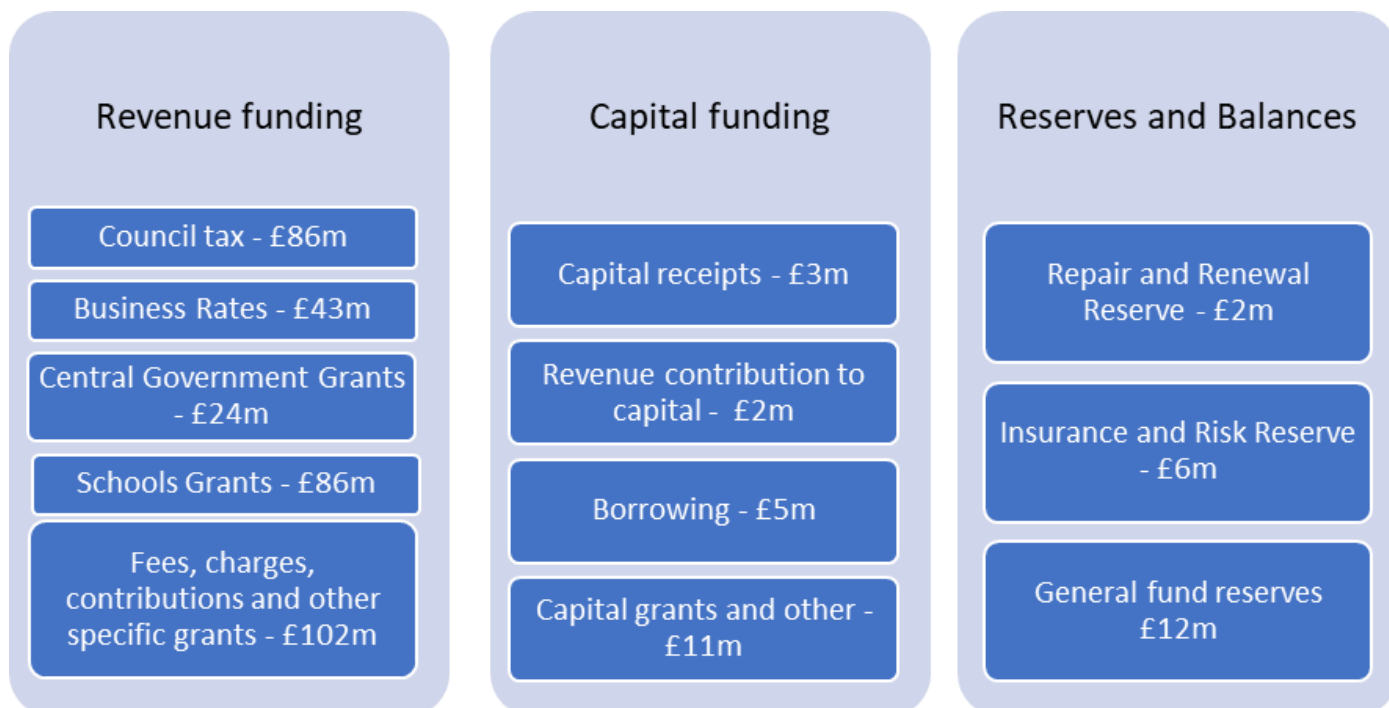 Revenue funding
Council tax - £86m
Business Rates - £43m
Central Government Grants
- £24m
Schools Grants - £86m
Fees, charges,
contributions and other
specific grants - £102m
Capital funding
Capital receipts - £3m
Revenue contribution to
capital -  £2m
Borrowing - £5m
Capital grants and other -
£11m
Reserves and Balances
Repair and Renewal
Reserve - £2m
Insurance and Risk Reserve
- £6m
General fund reserves
£12m